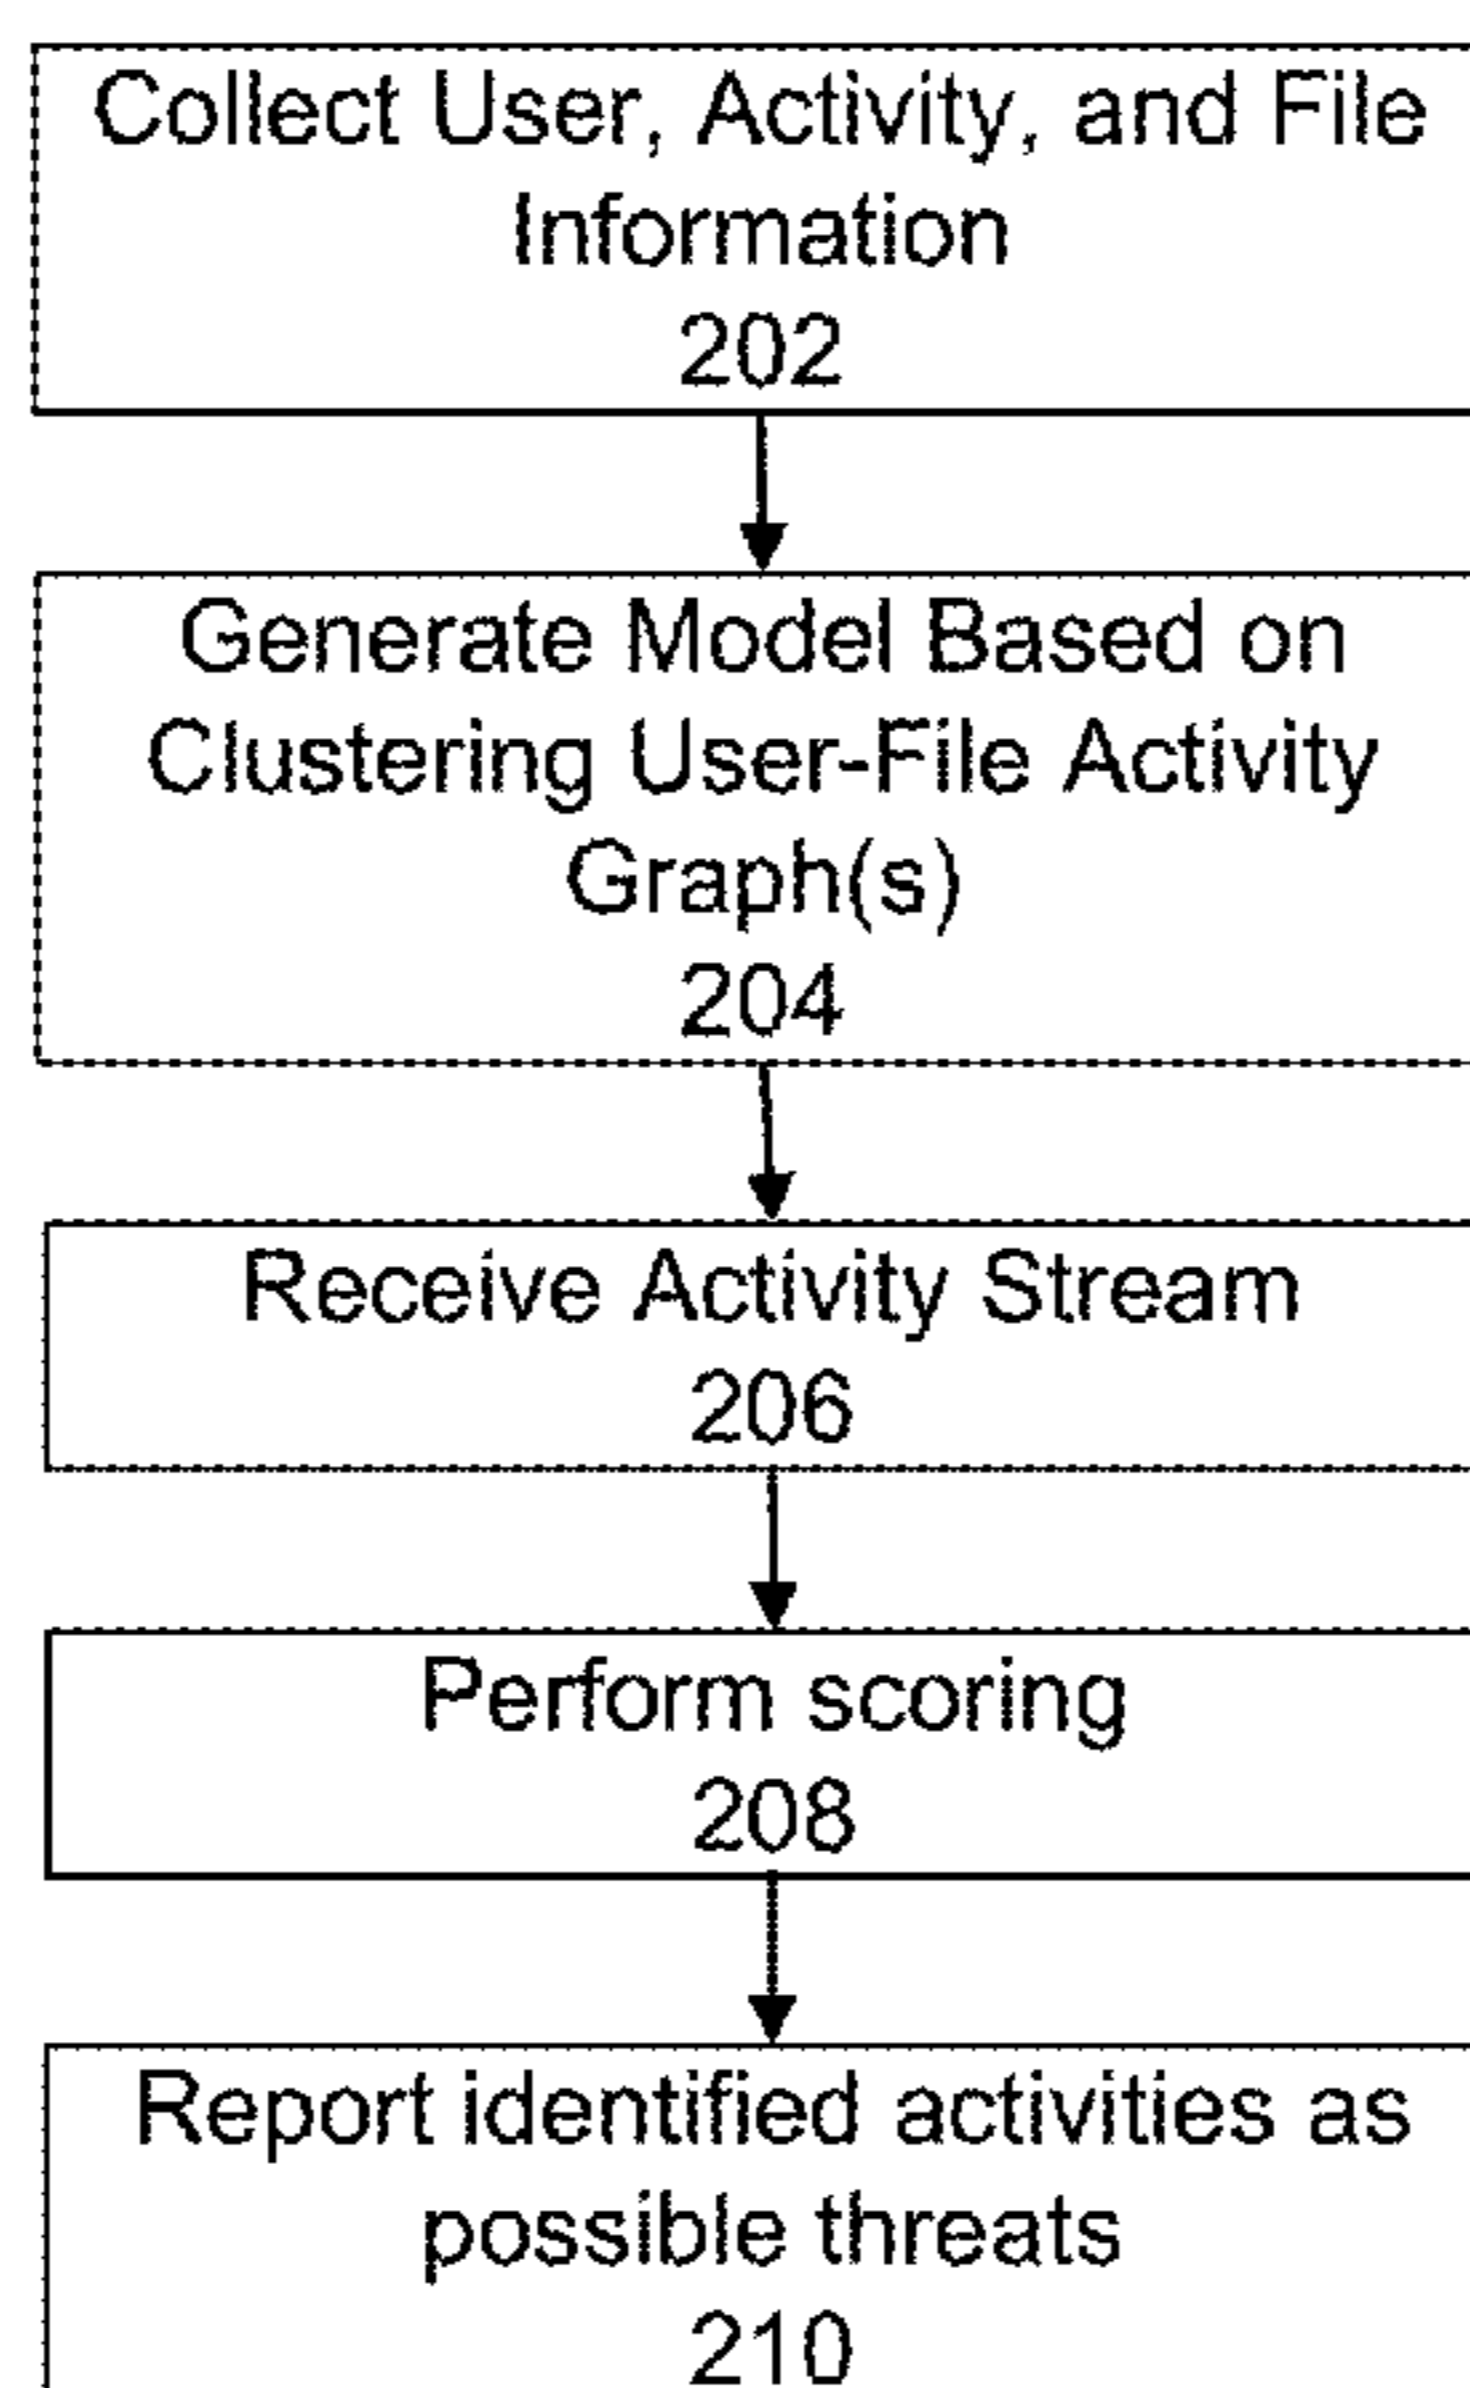 Collect User, Activity, and File
Information
202
Generate Model Based on
Clustering User-File Activity
Graph(s)
204
Receive Activity Stream
206
Perform scoring
208
Report identified activities as
possible threats
210